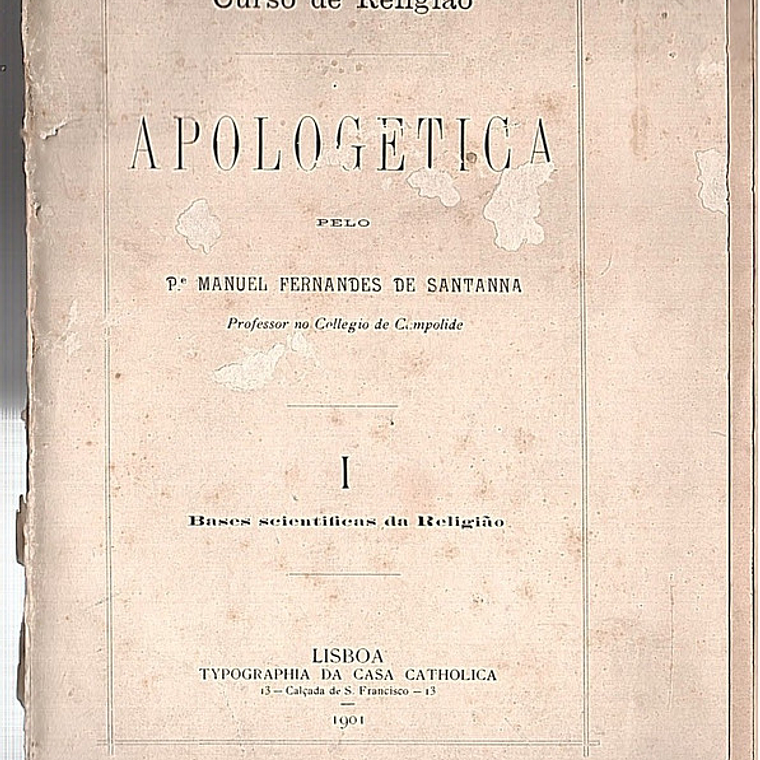 Curso de Religião
APOLOGETICA
PELO
P.e MANUEL FERNANDES DE SANTANNA
Professor no Collegio de Campolide
I
Bases scientificas da Religião
LISBOA
TYPOGRAPHIA DA CASA CATHOLICA
13 — Calçada de S. Francisco — 13
1901